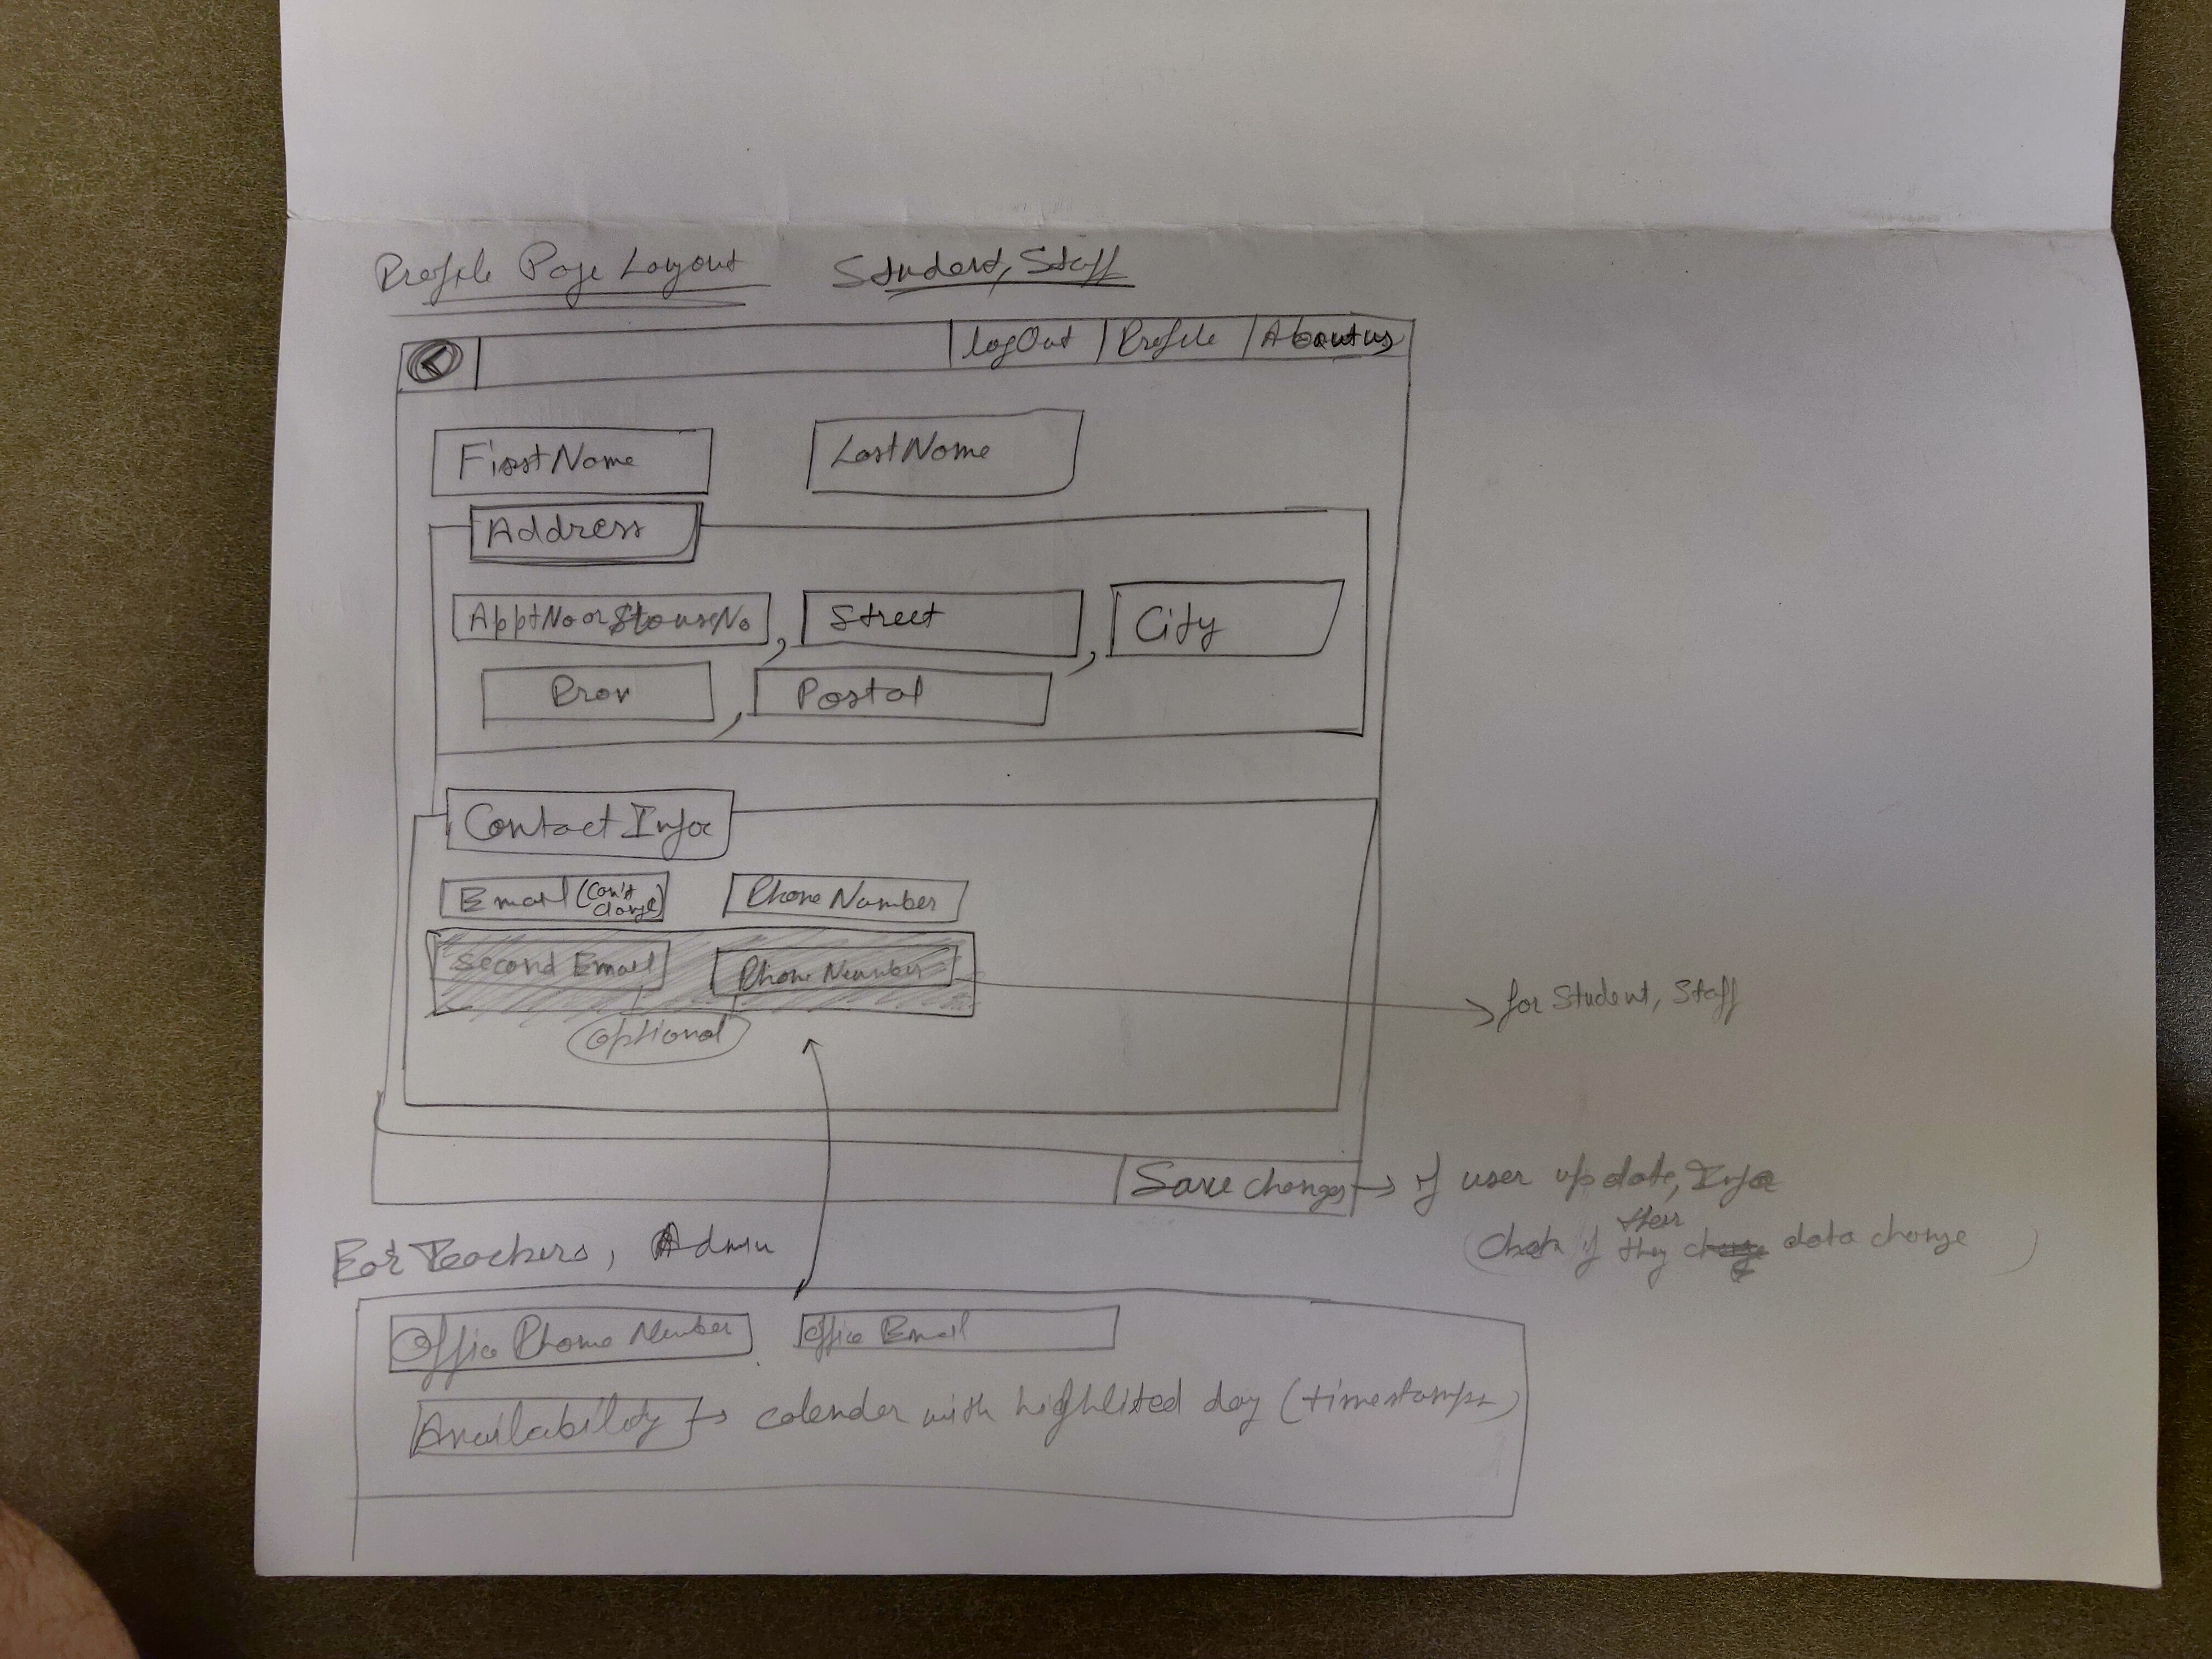 Profile Page Layout Student, Staff
< logOut Profile About us
First Name Last Name
Address
Appt No or House No , Street , City
Prov , Postal
Contact Info
Email (can't change) Phone Number
Second Email Phone Number
optional
for Student, Staff
Save changes → if user update, Info
(Check if they their data change)
For Teachers, Admin
Office Phone Number Office Email
Availability → calender with highlited day (timestamps)